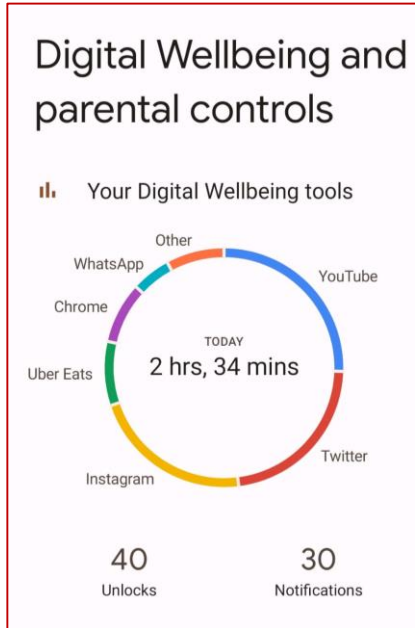 Digital Wellbeing and
parental controls
Your Digital Wellbeing tools
Other
WhatsApp
YouTube
Chrome
TODAY
2 hrs, 34 mins
Uber Eats
Twitter
Instagram
40
Unlocks
30
Notifications